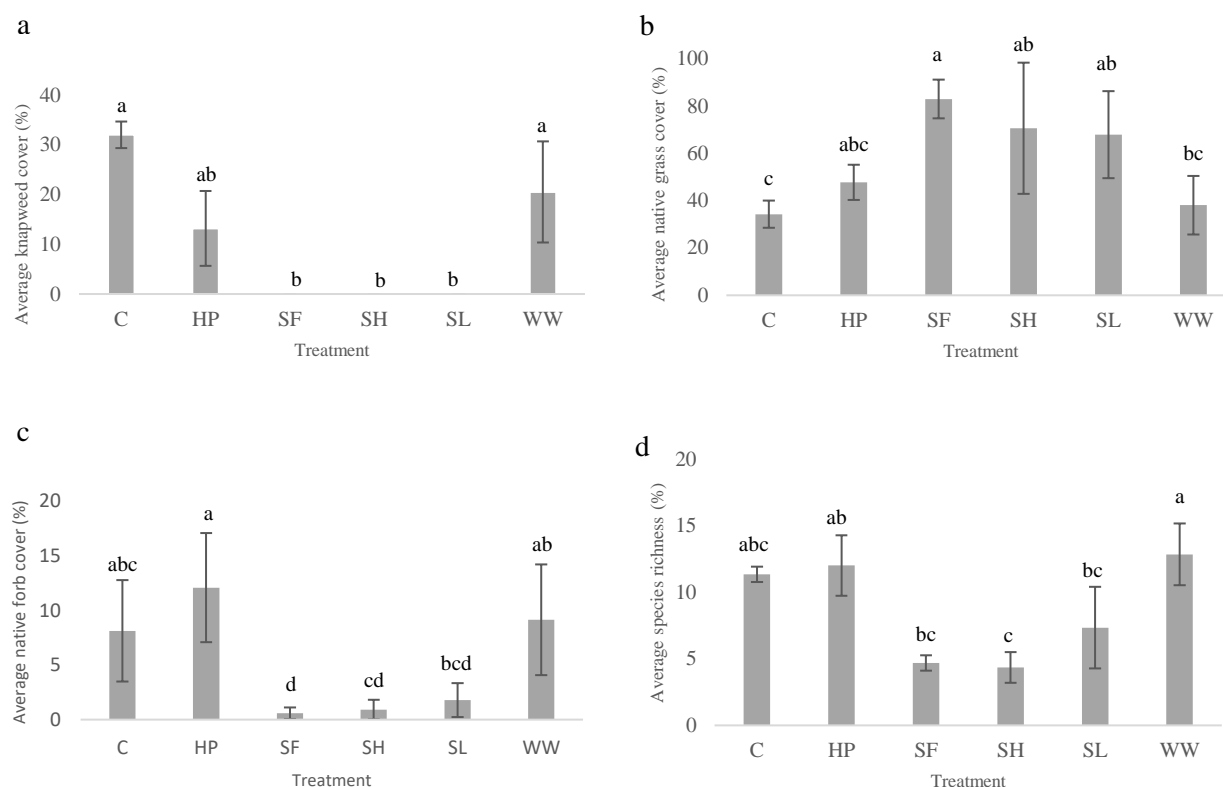 a
Average knapweed cover (%)
40
30
20
10
0
a
ab
b
b
b
a
C HP SF SH SL WW
Treatment
b
Average native grass cover (%)
100
80
60
40
20
0
c
abc
a
ab
ab
bc
C HP SF SH SL WW
Treatment
c
Average native forb cover (%)
20
15
10
5
0
abc
a
d
cd
bcd
ab
C HP SF SH SL WW
Treatment
d
Average species richness (%)
20
15
10
5
0
abc
ab
bc
c
bc
a
C HP SF SH SL WW
Treatment